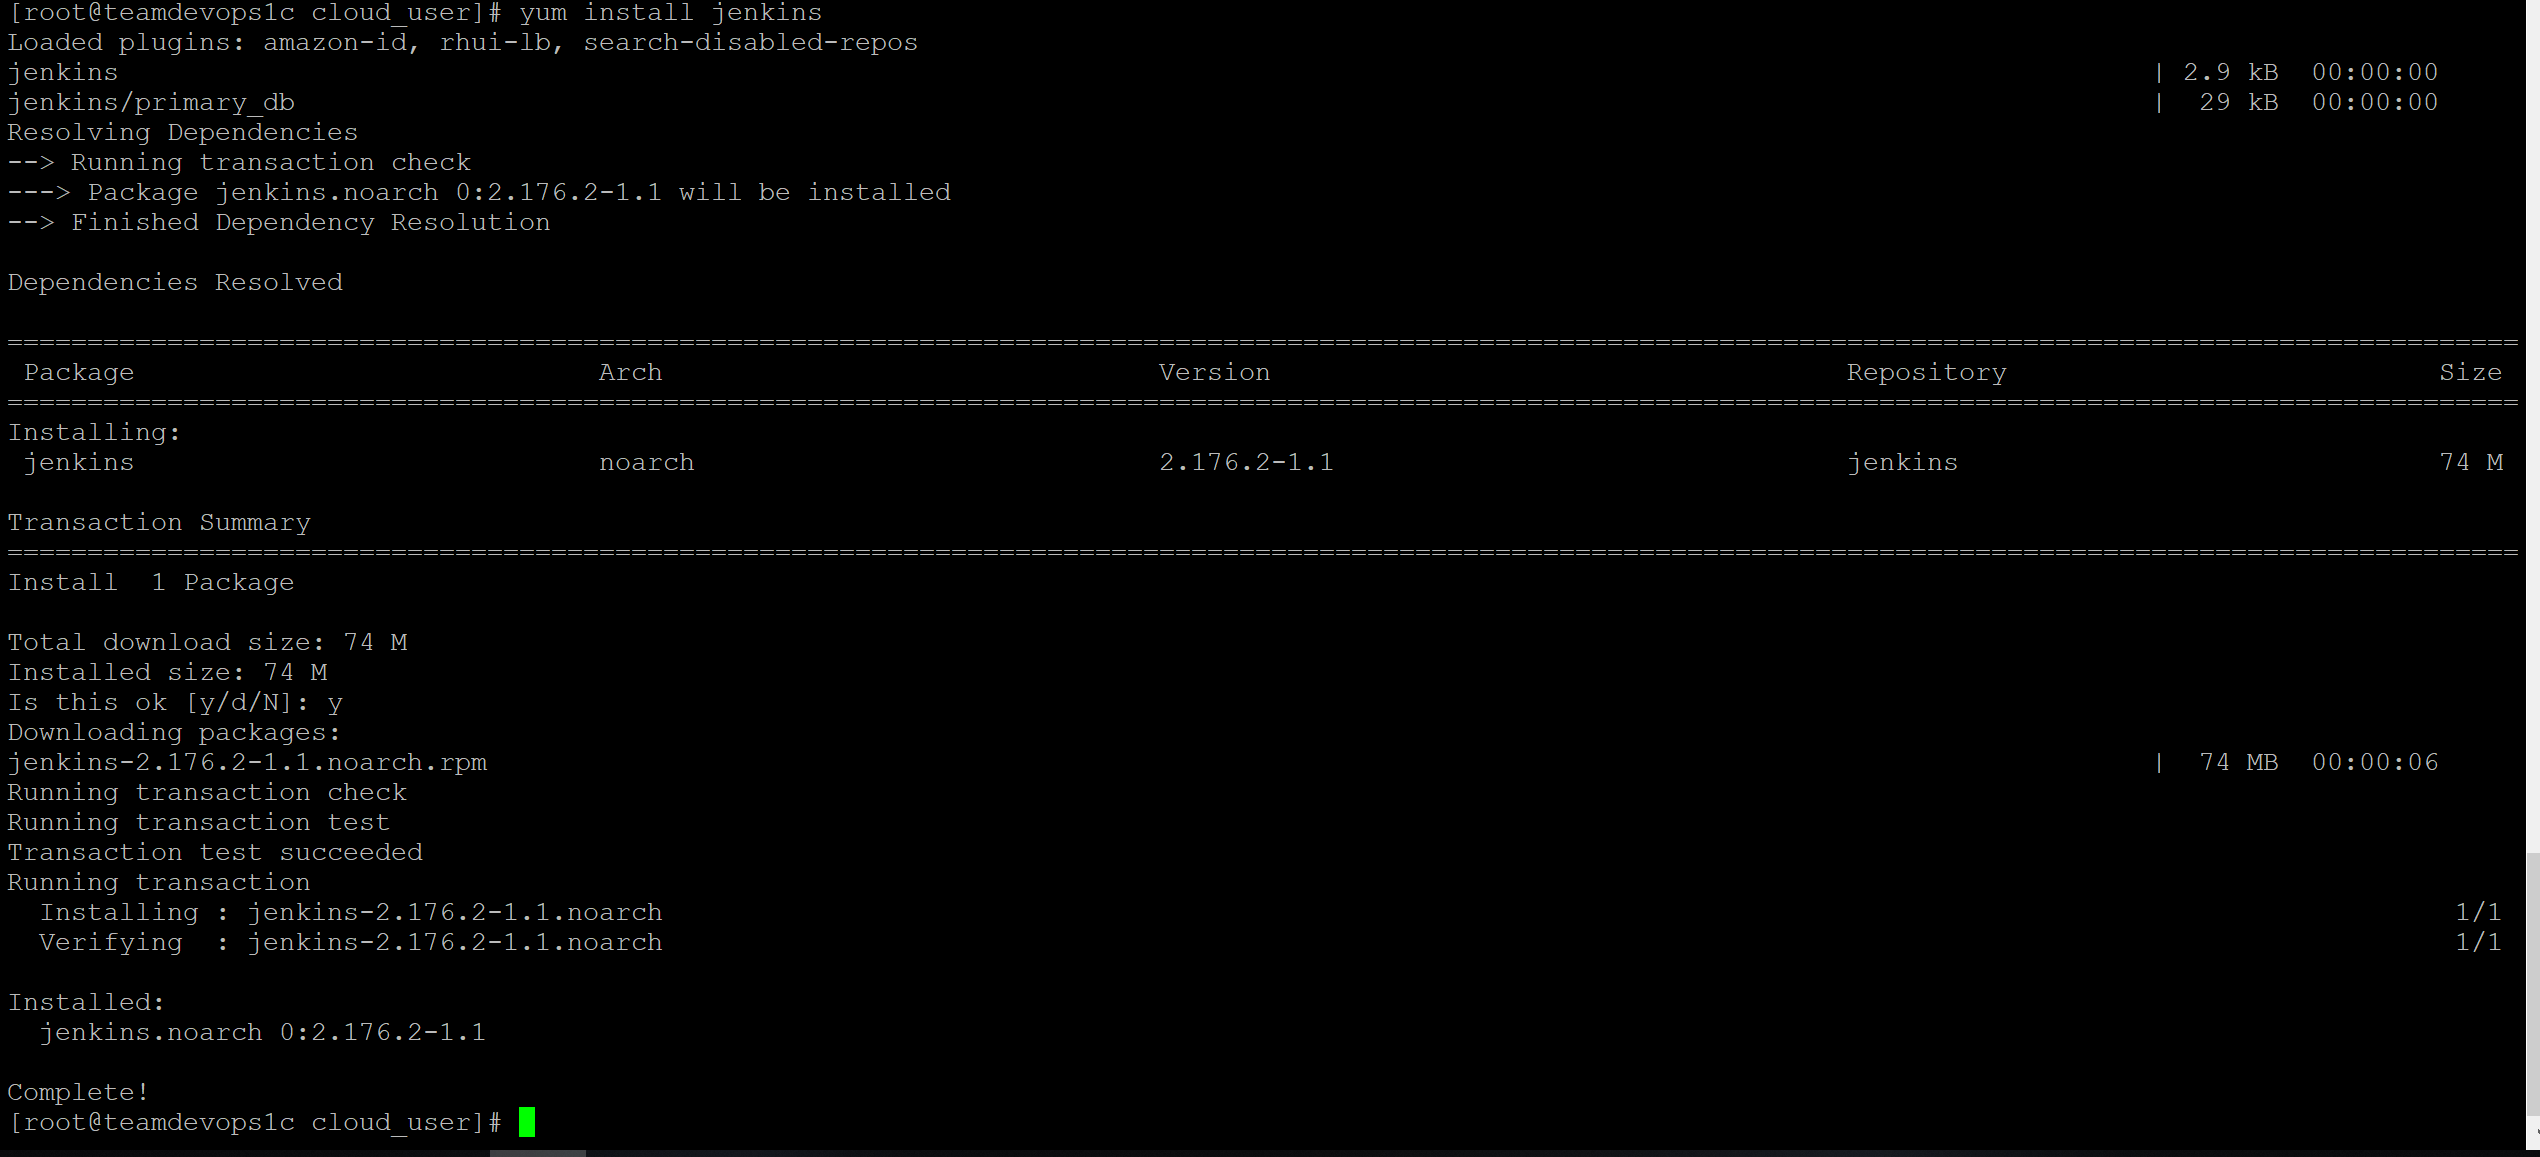 [root@teamdevops1c cloud_user]# yum install jenkins
Loaded plugins: amazon-id, rhui-lb, search-disabled-repos
jenkins | 2.9 kB 00:00:00
jenkins/primary_db | 29 kB 00:00:00
Resolving Dependencies
--> Running transaction check
---> Package jenkins.noarch 0:2.176.2-1.1 will be installed
--> Finished Dependency Resolution
Dependencies Resolved
Package Arch Version Repository Size
Installing:
jenkins noarch 2.176.2-1.1 jenkins 74 M
Transaction Summary
Install 1 Package
Total download size: 74 M
Installed size: 74 M
Is this ok [y/d/N]: y
Downloading packages:
jenkins-2.176.2-1.1.noarch.rpm | 74 MB 00:00:06
Running transaction check
Running transaction test
Transaction test succeeded
Running transaction
Installing : jenkins-2.176.2-1.1.noarch 1/1
Verifying : jenkins-2.176.2-1.1.noarch 1/1
Installed:
jenkins.noarch 0:2.176.2-1.1
Complete!
[root@teamdevops1c cloud_user]#